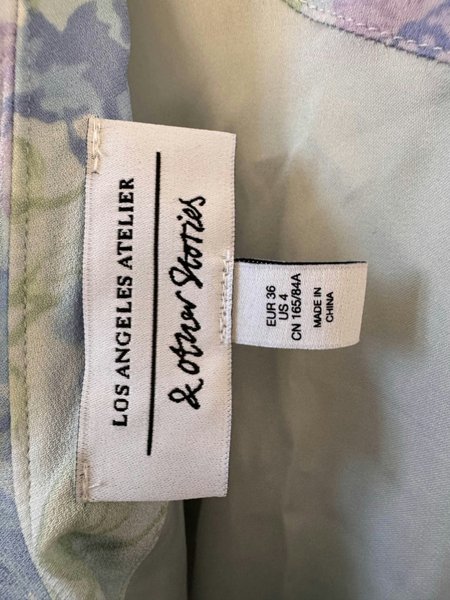 LOS ANGELES ATELIER
& other Stories
EUR 36
US 4
CN 165/84A
MADE IN
CHINA